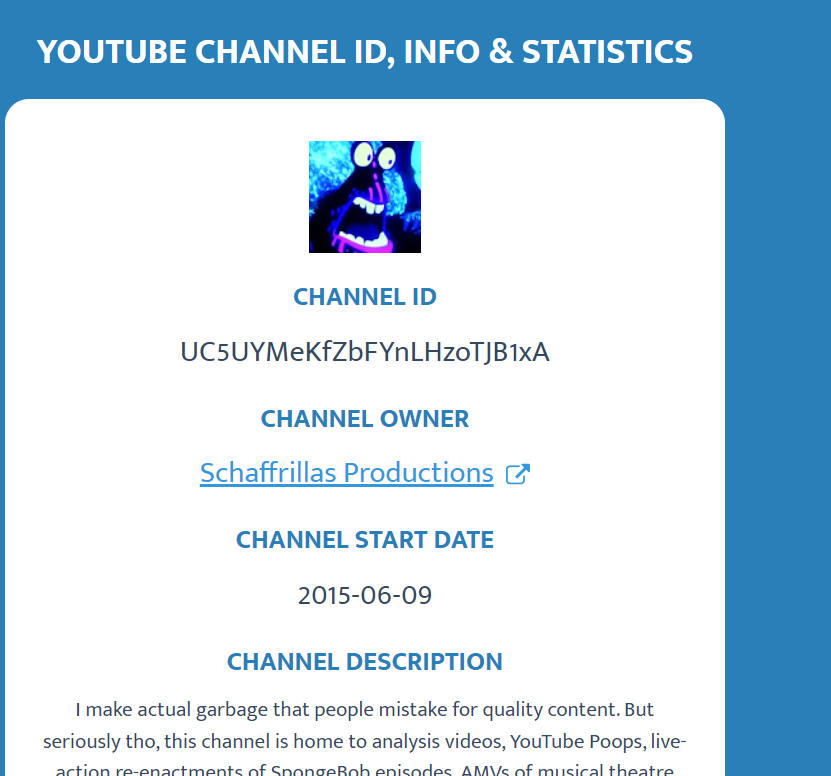 YOUTUBE CHANNEL ID, INFO & STATISTICS
CHANNEL ID
UC5UYMeKfZbFYnLHzoTJB1xA
CHANNEL OWNER
Schaffrillas Productions
CHANNEL START DATE
2015-06-09
CHANNEL DESCRIPTION
I make actual garbage that people mistake for quality content. But
seriously tho, this channel is home to analysis videos, YouTube Poops, live-
action re-enactments of SpongeBob episodes, AMVs of musical theatre